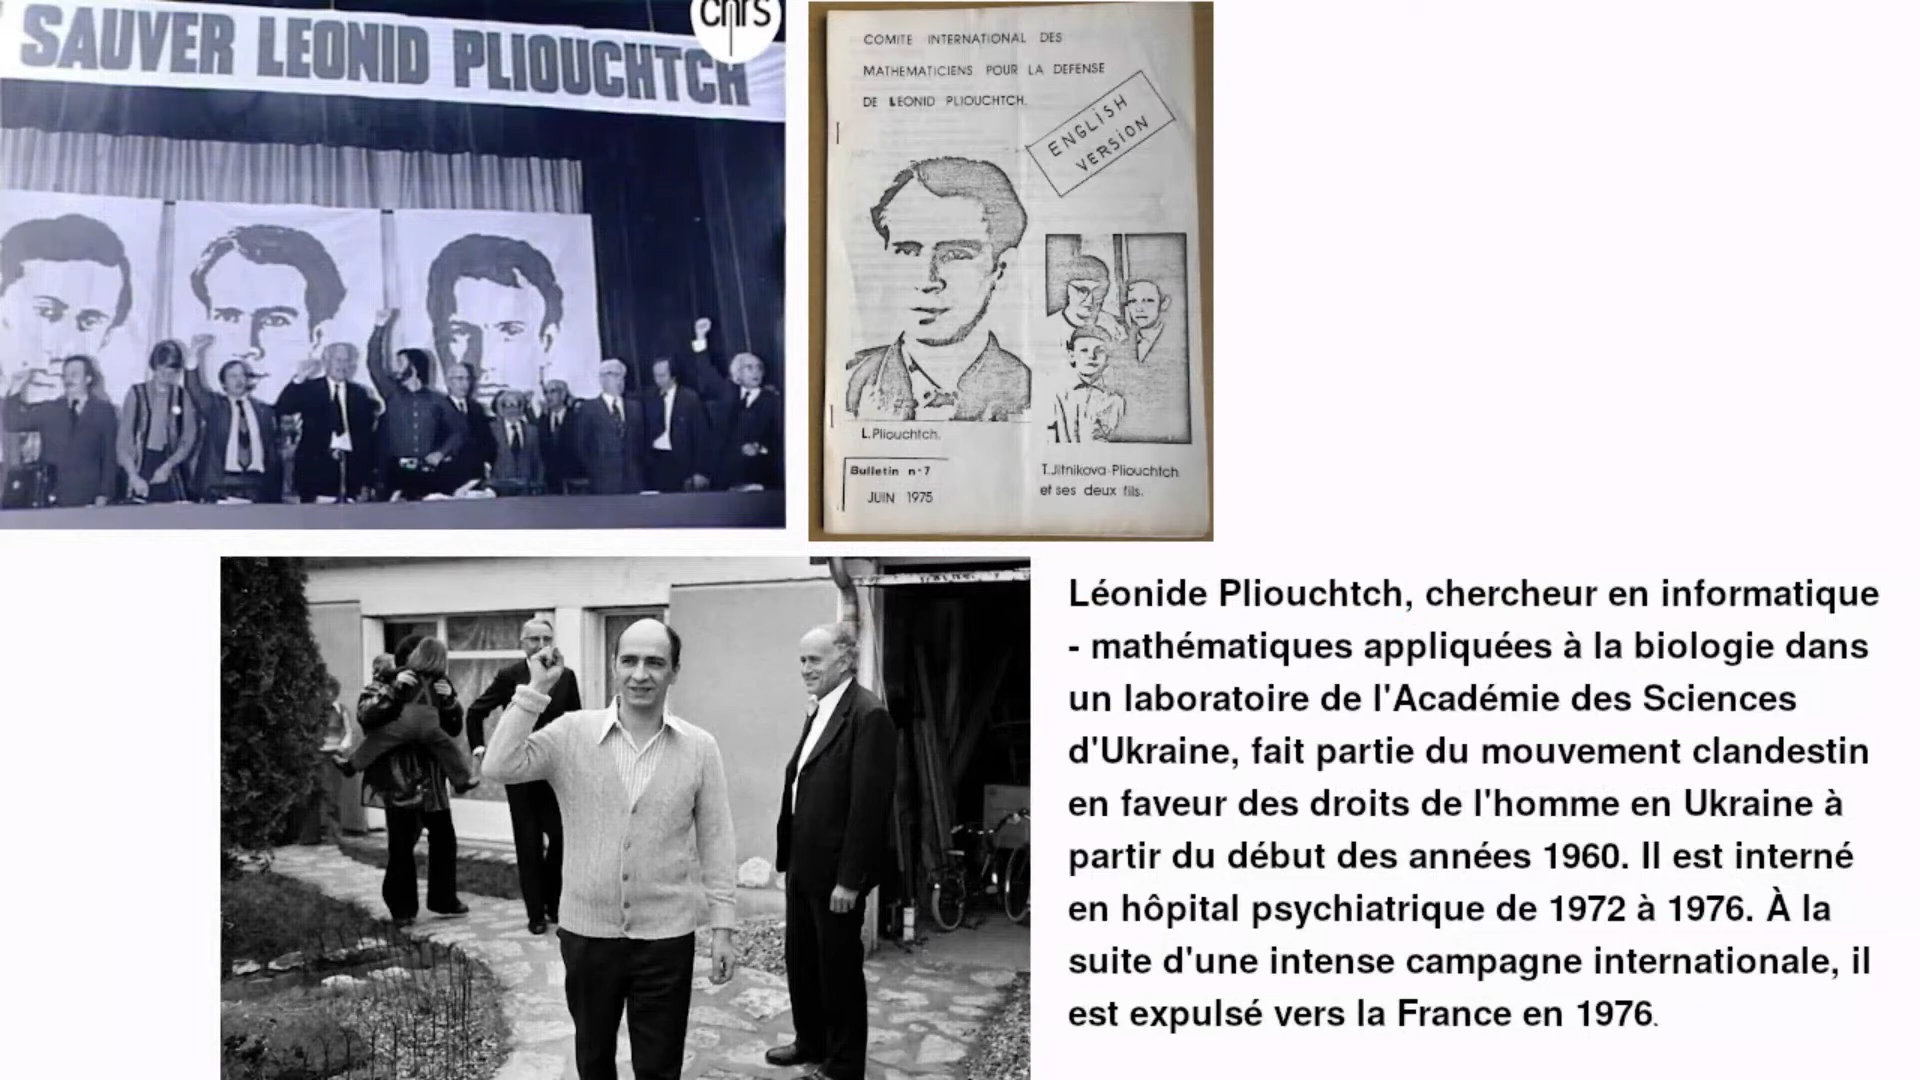 cnrs
SAUVER LEONID PLIOUCHTCH
COMITE INTERNATIONAL DES
MATHEMATICIENS POUR LA DEFENSE
DE LEONID PLIOUCHTCH.
ENGLISH
VERSION
L.Pliouchtch.
T.Jitnikova-Pliouchtch
et ses deux fils.
Bulletin n°7
JUIN 1975
Léonide Pliouchtch, chercheur en informatique
- mathématiques appliquées à la biologie dans
un laboratoire de l'Académie des Sciences
d'Ukraine, fait partie du mouvement clandestin
en faveur des droits de l'homme en Ukraine à
partir du début des années 1960. Il est interné
en hôpital psychiatrique de 1972 à 1976. À la
suite d'une intense campagne internationale, il
est expulsé vers la France en 1976.